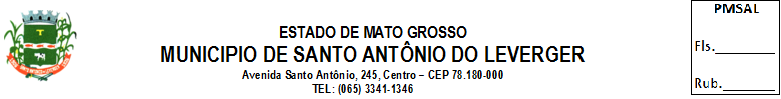 ESTADO DE MATO GROSSO
MUNICIPIO DE SANTO ANTÔNIO DO LEVERGER
Avenida Santo Antônio, 245, Centro – CEP 78.180-000
TEL: (065) 3341-1346
PMSAL
Fls.________
Rub.________